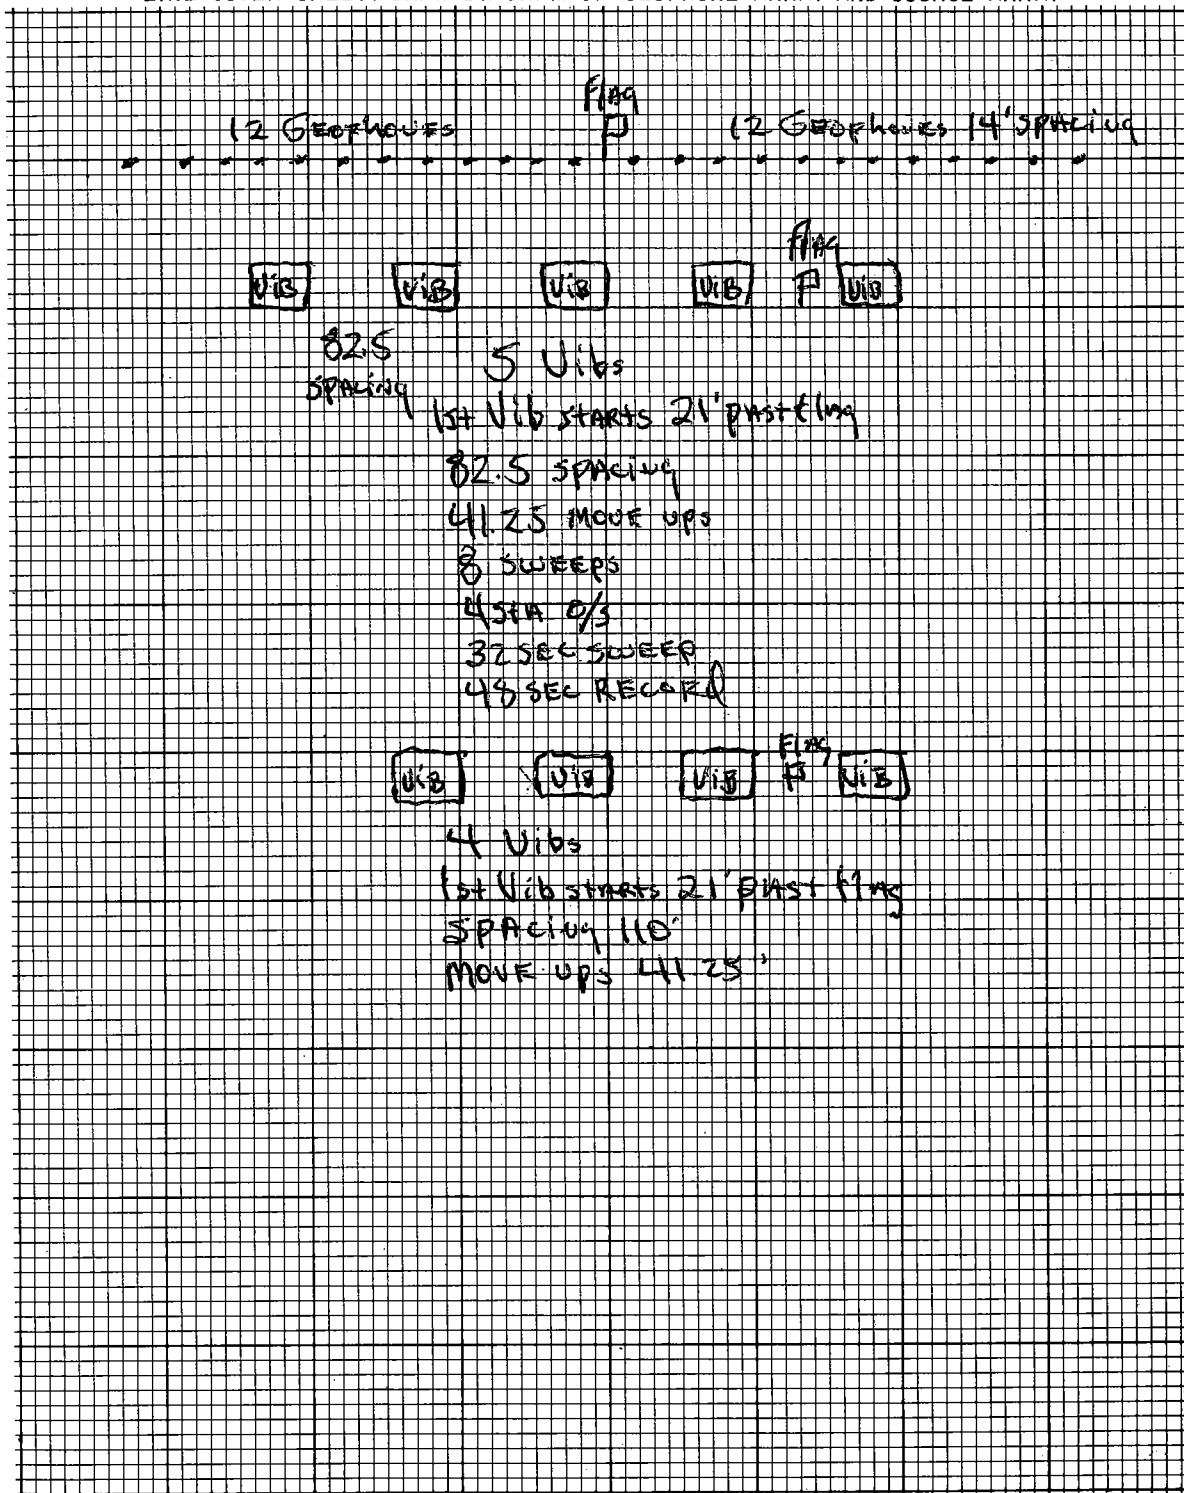 Flag
12 Geophones
12 Geophones 14' Spacing
Flag
ViB ViB ViB ViB ViB
82.5
Spacing
5 Vibs
1st Vib starts 21' past flag
82.5 spacing
41.25 move ups
8 sweeps
4 sta o/s
32 sec sweep
48 sec record
Flag
ViB ViB ViB ViB
4 Vibs
1st Vib starts 21' past flag
Spacing 110'
Move ups 41.25'